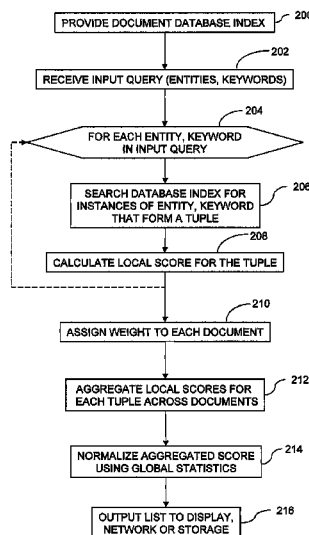 200
PROVIDE DOCUMENT DATABASE INDEX
202
RECEIVE INPUT QUERY (ENTITIES, KEYWORDS)
204
FOR EACH ENTITY, KEYWORD
IN INPUT QUERY
206
SEARCH DATABASE INDEX FOR
INSTANCES OF ENTITY, KEYWORD
THAT FORM A TUPLE
208
CALCULATE LOCAL SCORE FOR THE TUPLE
210
ASSIGN WEIGHT TO EACH DOCUMENT
AGGREGATE LOCAL SCORES FOR
EACH TUPLE ACROSS DOCUMENTS
212
NORMALIZE AGGREGATED SCORE
USING GLOBAL STATISTICS
214
OUTPUT LIST TO DISPLAY,
NETWORK OR STORAGE
216